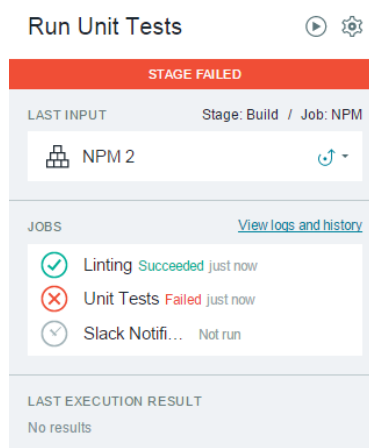 Run Unit Tests
STAGE FAILED
LAST INPUT Stage: Build / Job: NPM
NPM 2
JOBS View logs and history
Linting Succeeded just now
Unit Tests Failed just now
Slack Notifi... Not run
LAST EXECUTION RESULT
No results